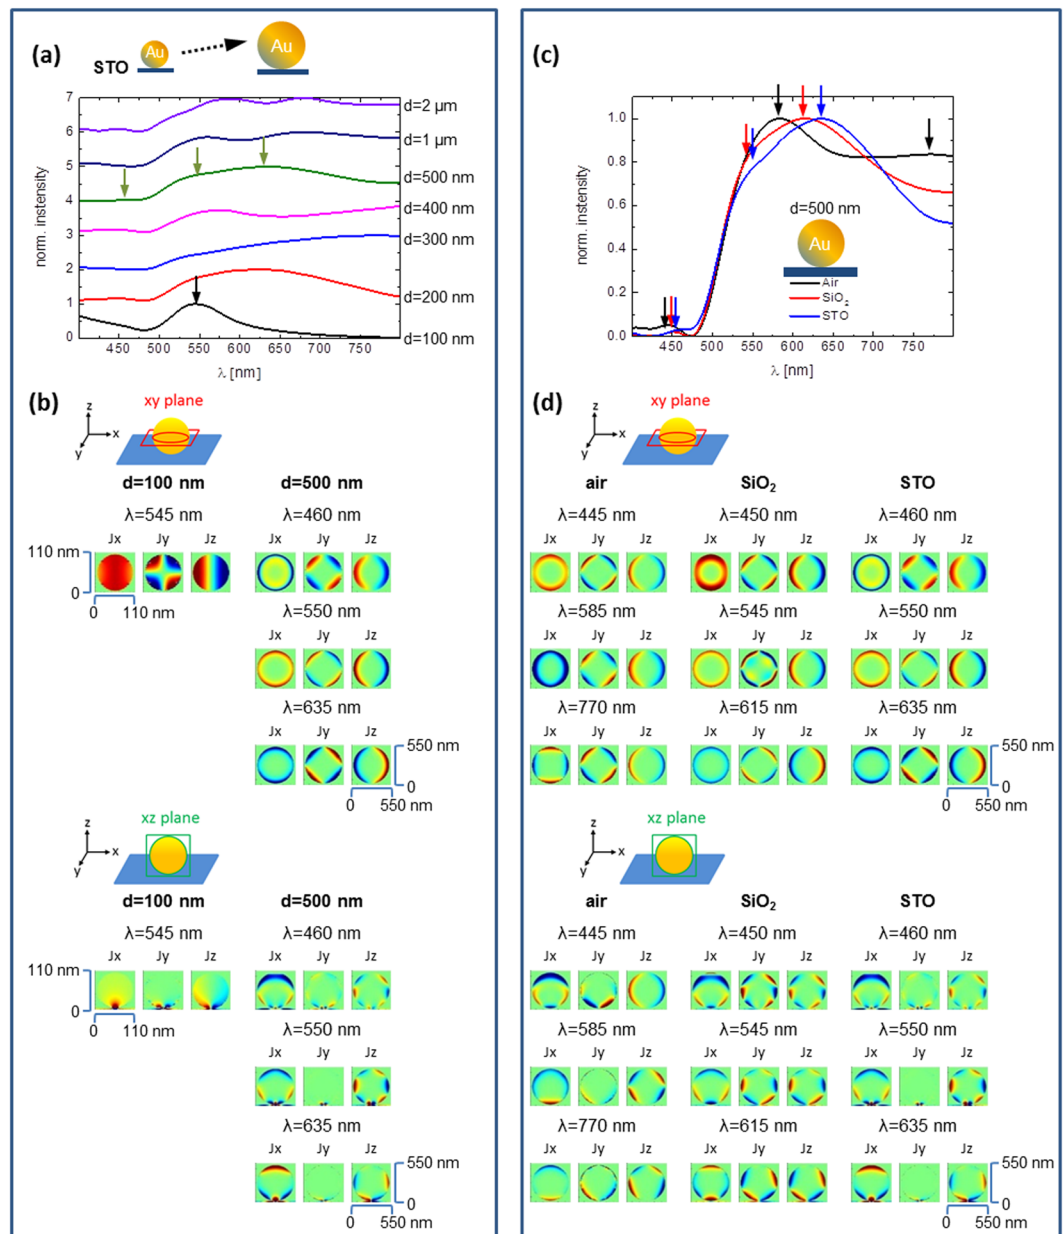 (a)
STO Au Au
7
6
5
4
3
2
1
0
norm. instensity
450 500 550 600 650 700 750
λ [nm]
d=2 µm
d=1 µm
d=500 nm
d=400 nm
d=300 nm
d=200 nm
d=100 nm
(b)
xy plane
z
x
y
d=100 nm d=500 nm
λ=545 nm λ=460 nm
Jx Jy Jz Jx Jy Jz
110 nm
0
0 110 nm
λ=550 nm
Jx Jy Jz
λ=635 nm
Jx Jy Jz
550 nm
0
0 550 nm
xz plane
z
x
y
d=100 nm d=500 nm
λ=545 nm λ=460 nm
Jx Jy Jz Jx Jy Jz
110 nm
0
0 110 nm
λ=550 nm
Jx Jy Jz
λ=635 nm
Jx Jy Jz
550 nm
0
0 550 nm
(c)
1.0
0.8
0.6
0.4
0.2
0.0
norm. instensity
450 500 550 600 650 700 750
λ [nm]
d=500 nm
Au
Air
SiO₂
STO
(d)
xy plane
z
x
y
air SiO₂ STO
λ=445 nm λ=450 nm λ=460 nm
Jx Jy Jz Jx Jy Jz Jx Jy Jz
λ=585 nm λ=545 nm λ=550 nm
Jx Jy Jz Jx Jy Jz Jx Jy Jz
λ=770 nm λ=615 nm λ=635 nm
Jx Jy Jz Jx Jy Jz Jx Jy Jz
550 nm
0
0 550 nm
xz plane
z
x
y
air SiO₂ STO
λ=445 nm λ=450 nm λ=460 nm
Jx Jy Jz Jx Jy Jz Jx Jy Jz
λ=585 nm λ=545 nm λ=550 nm
Jx Jy Jz Jx Jy Jz Jx Jy Jz
λ=770 nm λ=615 nm λ=635 nm
Jx Jy Jz Jx Jy Jz Jx Jy Jz
550 nm
0
0 550 nm